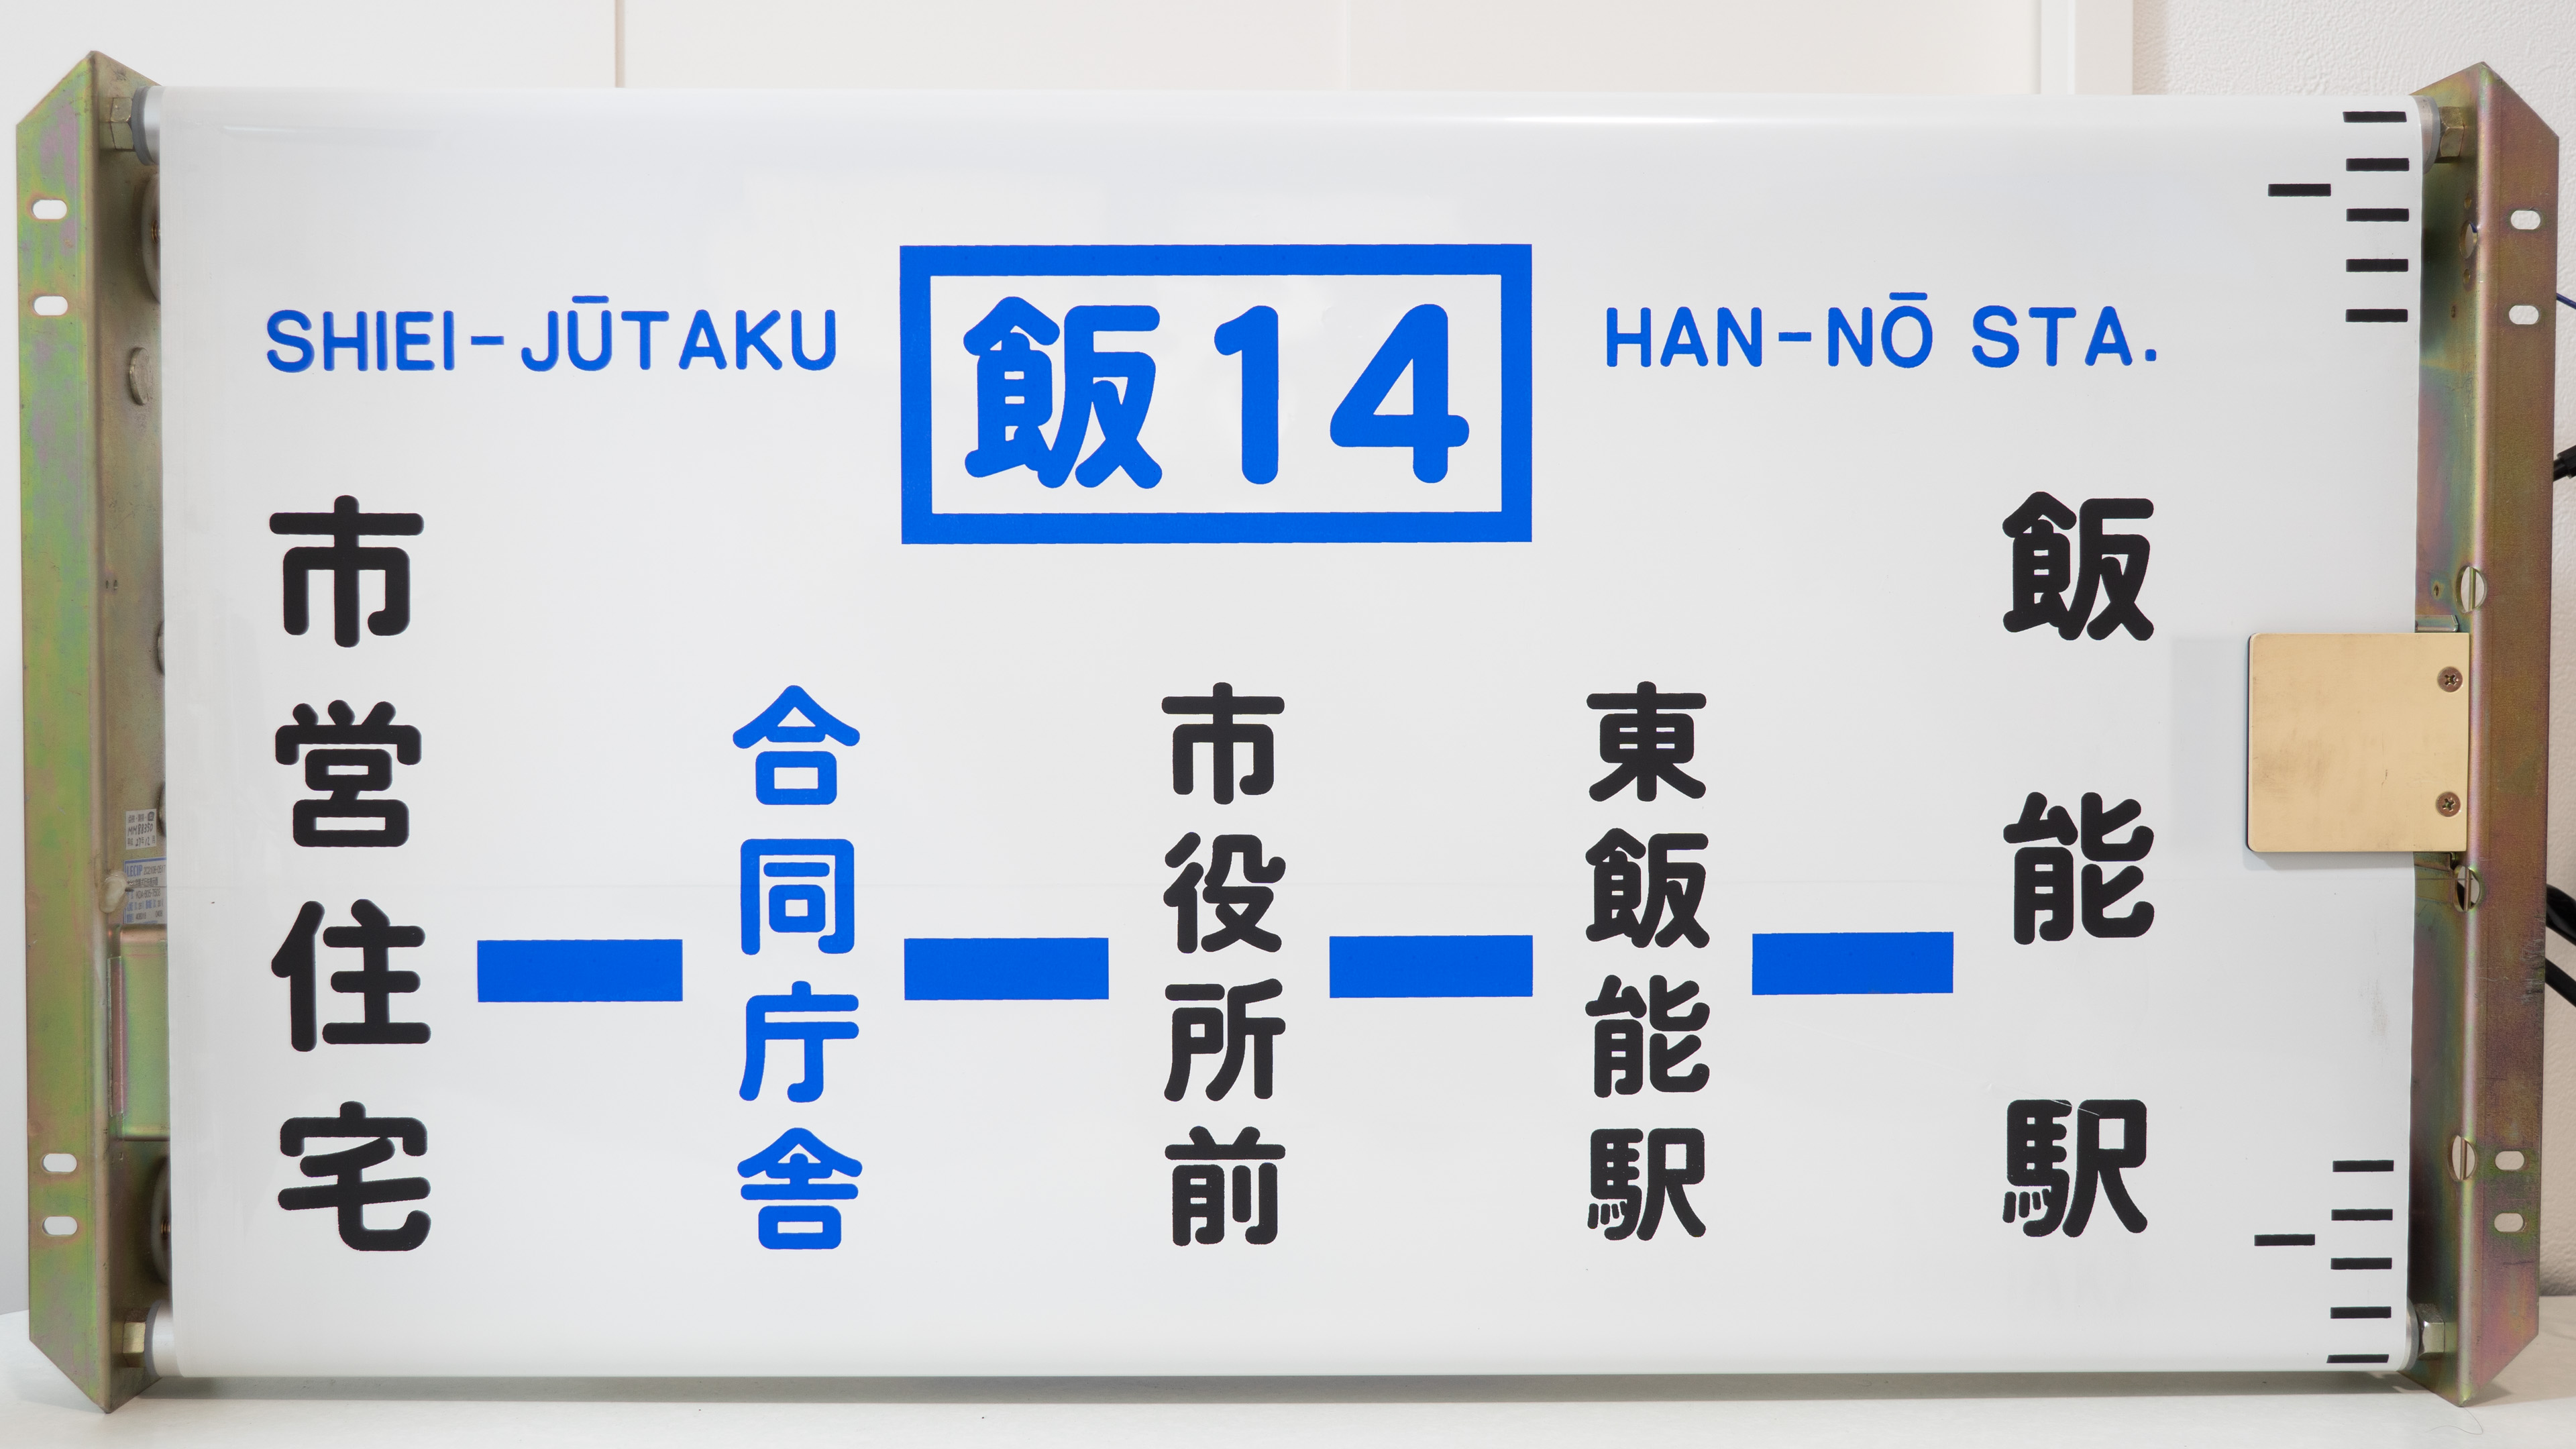 SHIEI-JŪTAKU
飯14
HAN-NŌ STA.
市営住宅
合同庁舎
市役所前
東飯能駅
飯能駅
LECIP